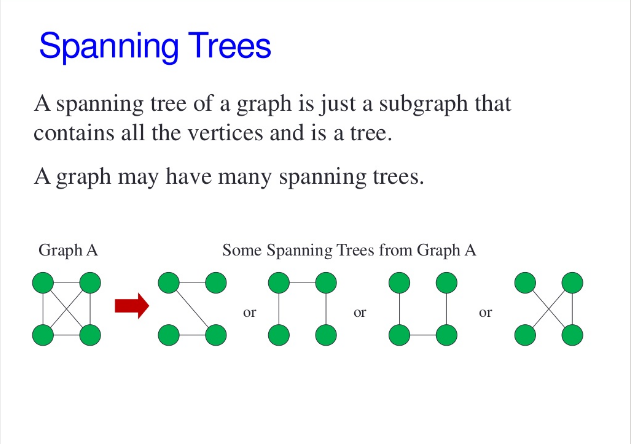 Spanning Trees
A spanning tree of a graph is just a subgraph that
contains all the vertices and is a tree.
A graph may have many spanning trees.
Graph A
Some Spanning Trees from Graph A
or
or
or